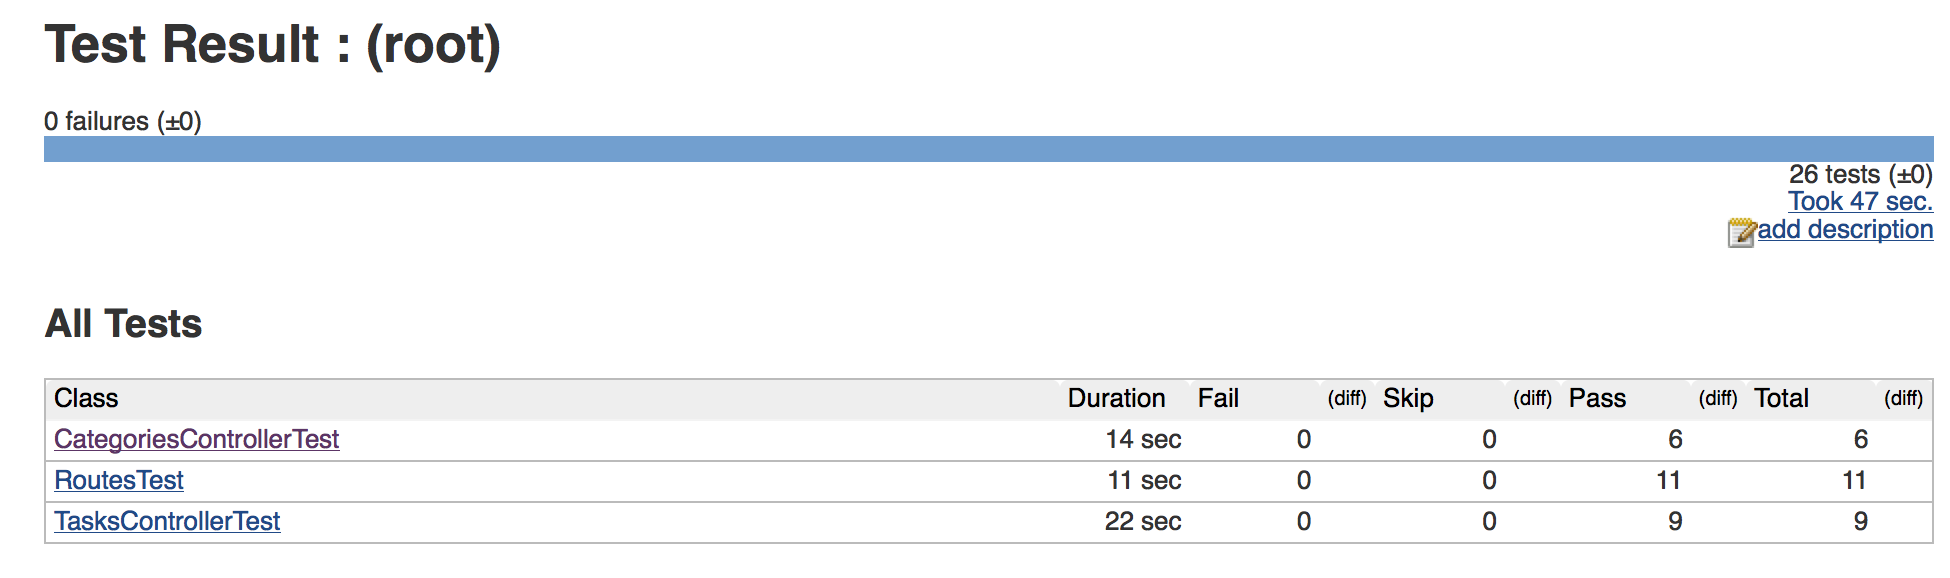 Test Result : (root)
0 failures (±0)
26 tests (±0)
Took 47 sec.
add description
All Tests
Class Duration Fail (diff) Skip (diff) Pass (diff) Total (diff)
CategoriesControllerTest 14 sec 0 0 6 6
RoutesTest 11 sec 0 0 11 11
TasksControllerTest 22 sec 0 0 9 9